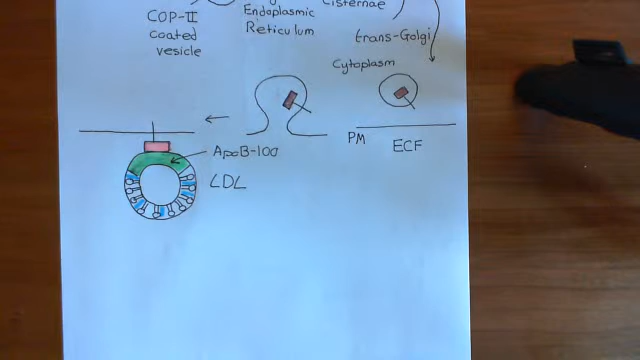 Cisternae
COP-II
coated
vesicle
Endoplasmic
Reticulum
trans-Golgi
Cytoplasm
PM
ECF
ApoB-100
LDL